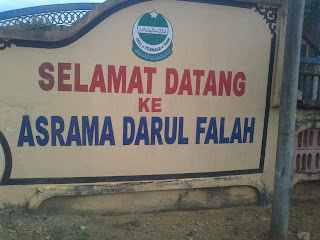 SELAMAT DATANG
KE
ASRAMA DARUL FALAH